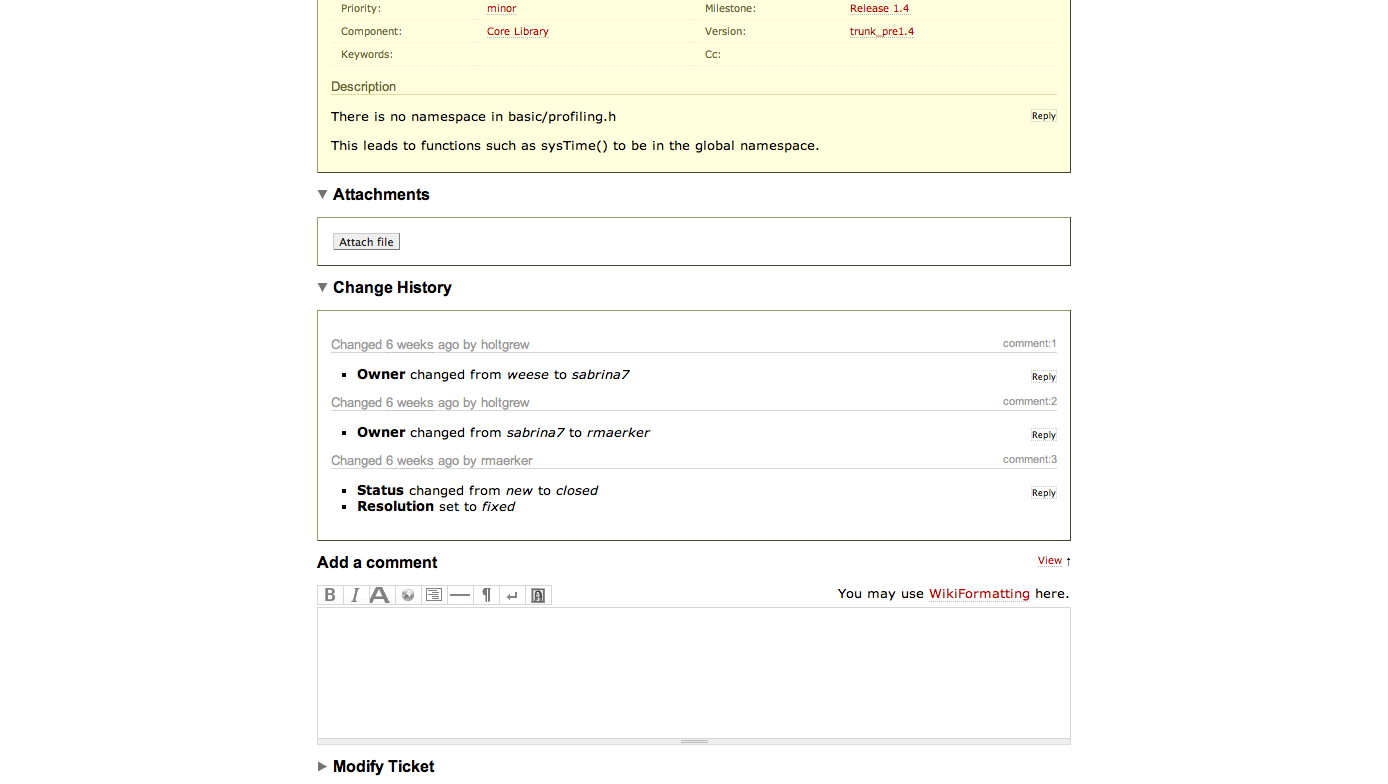 Priority: minor Milestone: Release 1.4
Component: Core Library Version: trunk_pre1.4
Keywords: Cc:
Description
There is no namespace in basic/profiling.h Reply
This leads to functions such as sysTime() to be in the global namespace.
Attachments
Attach file
Change History
Changed 6 weeks ago by holtgrew comment:1
Owner changed from weese to sabrina7 Reply
Changed 6 weeks ago by holtgrew comment:2
Owner changed from sabrina7 to rmaerker Reply
Changed 6 weeks ago by rmaerker comment:3
Status changed from new to closed Reply
Resolution set to fixed
Add a comment View ↑
B I A ¶ ↵ You may use WikiFormatting here.
Modify Ticket